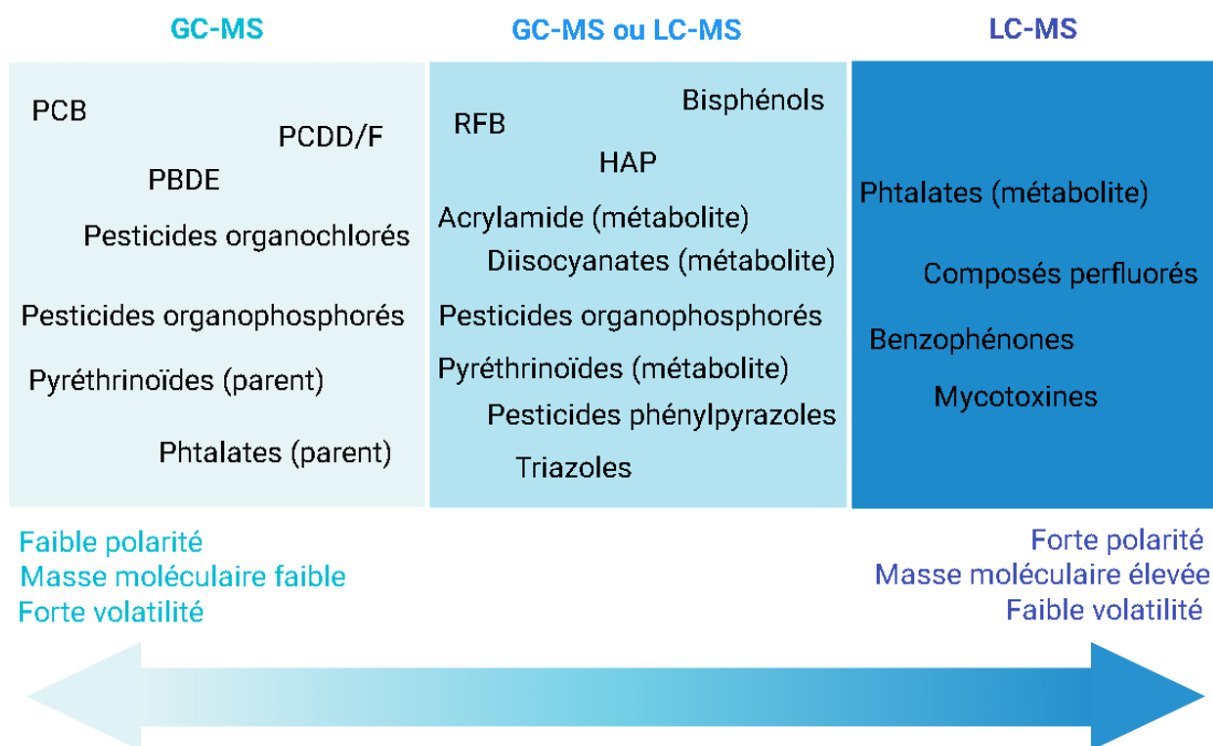 GC-MS
PCB
PCDD/F
PBDE
Pesticides organochlorés
Pesticides organophosphorés
Pyréthrinoïdes (parent)
Phtalates (parent)
GC-MS ou LC-MS
Bisphénols
RFB
HAP
Acrylamide (métabolite)
Diisocyanates (métabolite)
Pesticides organophosphorés
Pyréthrinoïdes (métabolite)
Pesticides phénylpyrazoles
Triazoles
LC-MS
Phtalates (métabolite)
Composés perfluorés
Benzophénones
Mycotoxines
Faible polarité
Masse moléculaire faible
Forte volatilité
Forte polarité
Masse moléculaire élevée
Faible volatilité